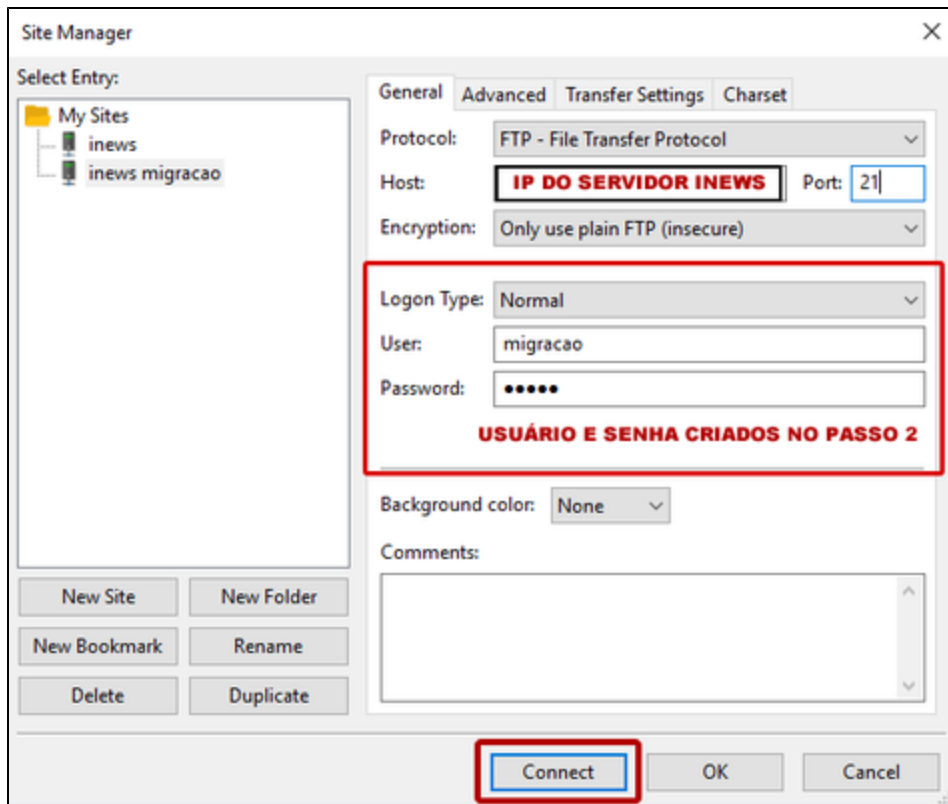 Site Manager
Select Entry:
My Sites
inews
inews migracao
New Site
New Folder
New Bookmark
Rename
Delete
Duplicate
General Advanced Transfer Settings Charset
Protocol: FTP - File Transfer Protocol
Host: IP DO SERVIDOR INEWS Port: 21
Encryption: Only use plain FTP (insecure)
Logon Type: Normal
User: migracao
Password: •••••
USUÁRIO E SENHA CRIADOS NO PASSO 2
Background color: None
Comments:
Connect OK Cancel